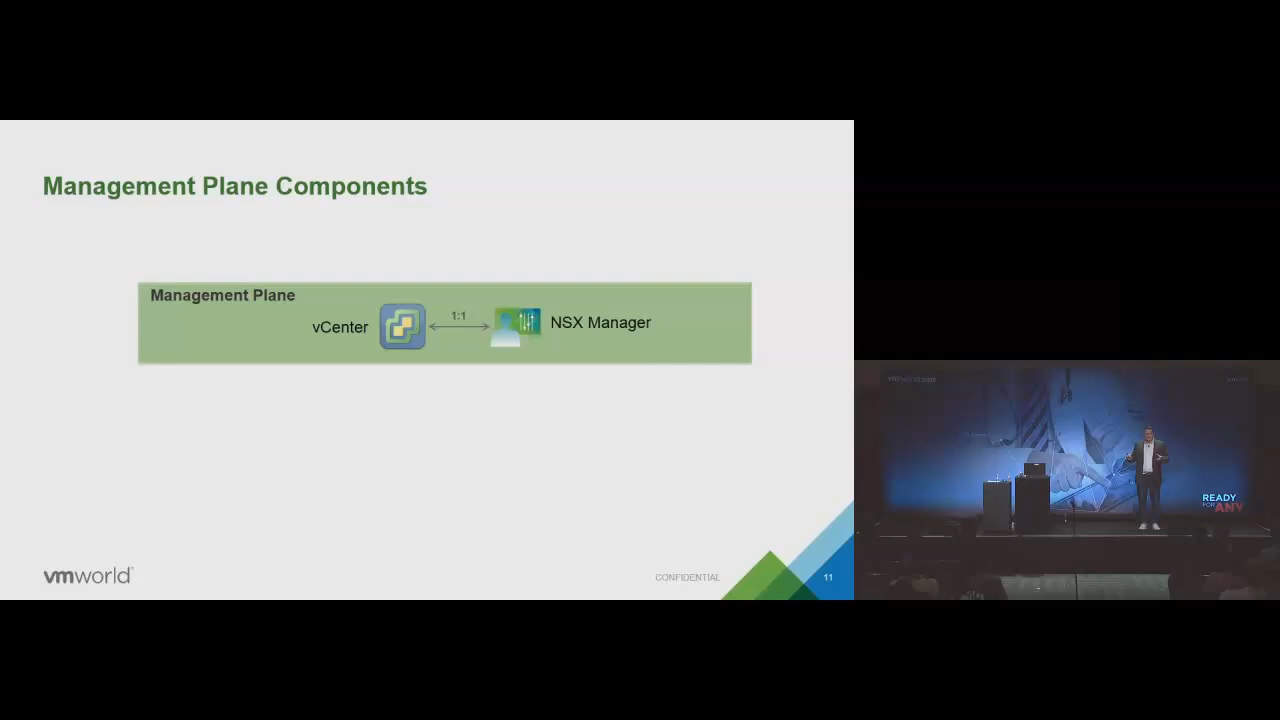 Management Plane Components
Management Plane
vCenter
1:1
NSX Manager
vmworld
CONFIDENTIAL
11
READY
FOR ANY